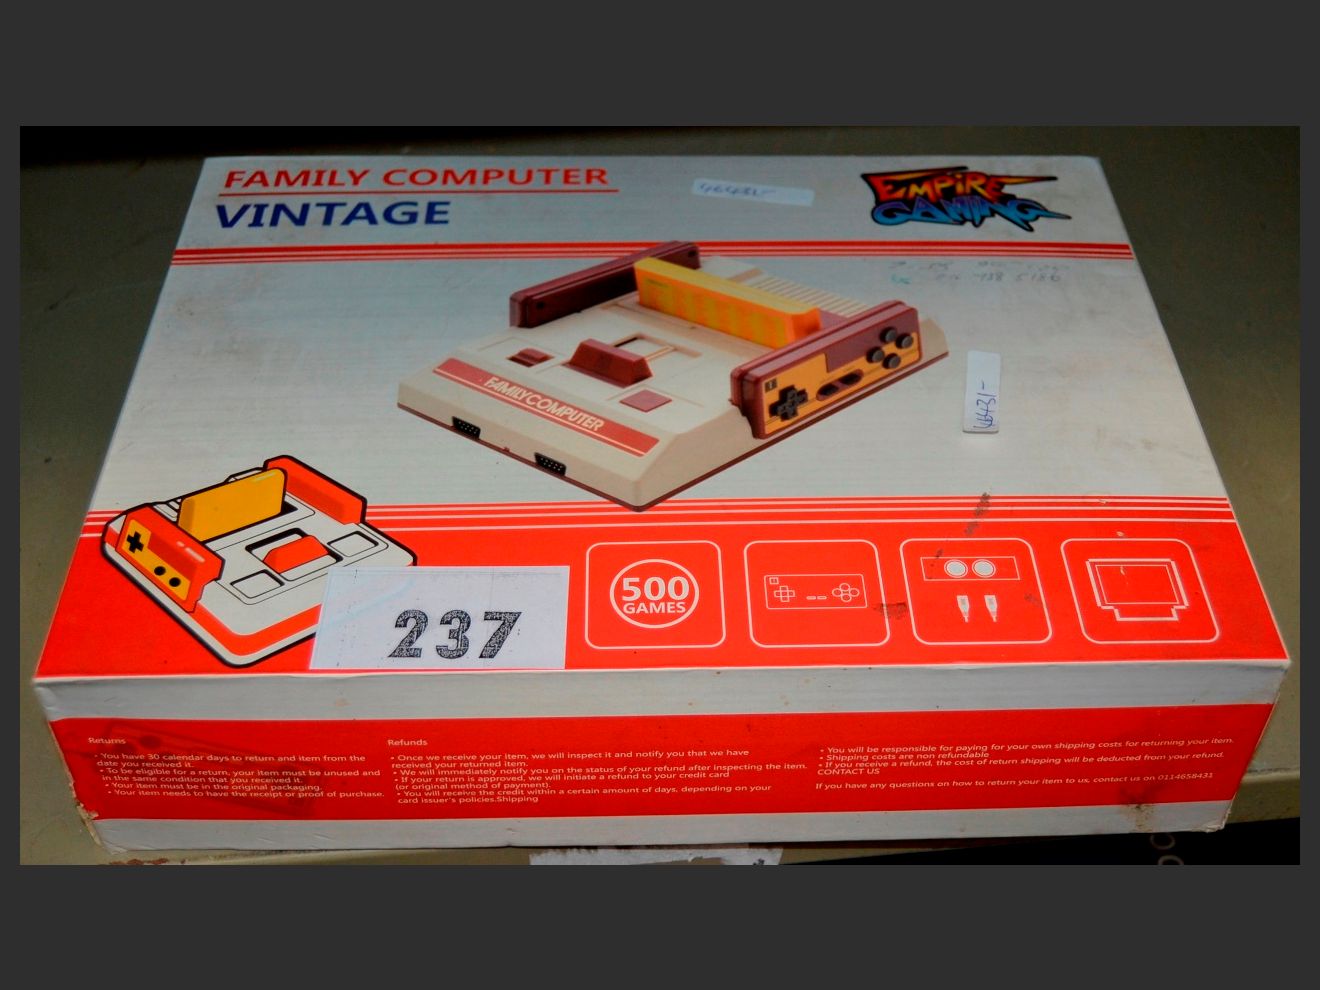 FAMILY COMPUTER
VINTAGE
EMPIRE
GAMING
FAMILY COMPUTER
500
GAMES
237
Returns
• You have 30 calendar days to return and item from the
date you received it.
• To be eligible for a return, your item must be unused and
in the same condition that you received it.
• Your item must be in the original packaging.
• Your item needs to have the receipt or proof of purchase.
Refunds
• Once we receive your item, we will inspect it and notify you that we have
received your returned item.
• We will immediately notify you on the status of your refund after inspecting the item.
• If your return is approved, we will initiate a refund to your credit card
(or original method of payment).
• You will receive the credit within a certain amount of days, depending on your
card issuer's policies.Shipping
• You will be responsible for paying for your own shipping costs for returning your item.
• Shipping costs are non refundable
• If you receive a refund, the cost of return shipping will be deducted from your refund.
CONTACT US
If you have any questions on how to return your item to us, contact us on 0114658431